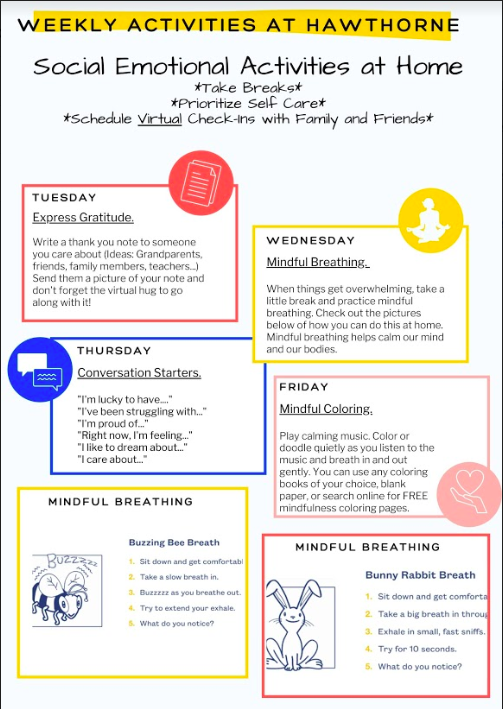 WEEKLY ACTIVITIES AT HAWTHORNE
Social Emotional Activities at Home
*Take Breaks*
*Prioritize Self Care*
*Schedule Virtual Check-Ins with Family and Friends*
TUESDAY
Express Gratitude.
Write a thank you note to someone
you care about (Ideas: Grandparents,
friends, family members, teachers...)
Send them a picture of your note and
don't forget the virtual hug to go
along with it!
WEDNESDAY
Mindful Breathing.
When things get overwhelming, take a
little break and practice mindful
breathing. Check out the pictures
below of how you can do this at home.
Mindful breathing helps calm our mind
and our bodies.
THURSDAY
Conversation Starters.
"I'm lucky to have...."
"I've been struggling with..."
"I'm proud of..."
"Right now, I'm feeling..."
"I like to dream about..."
"I care about..."
FRIDAY
Mindful Coloring.
Play calming music. Color or
doodle quietly as you listen to the
music and breath in and out
gently. You can use any coloring
books of your choice, blank
paper, or search online for FREE
mindfulness coloring pages.
MINDFUL BREATHING
Buzzzzzz
Buzzing Bee Breath
1. Sit down and get comfortabl
2. Take a slow breath in.
3. Buzzzzz as you breathe out.
4. Try to extend your exhale.
5. What do you notice?
MINDFUL BREATHING
Bunny Rabbit Breath
1. Sit down and get comforta
2. Take a big breath in throug
3. Exhale in small, fast sniffs.
4. Try for 10 seconds.
5. What do you notice?